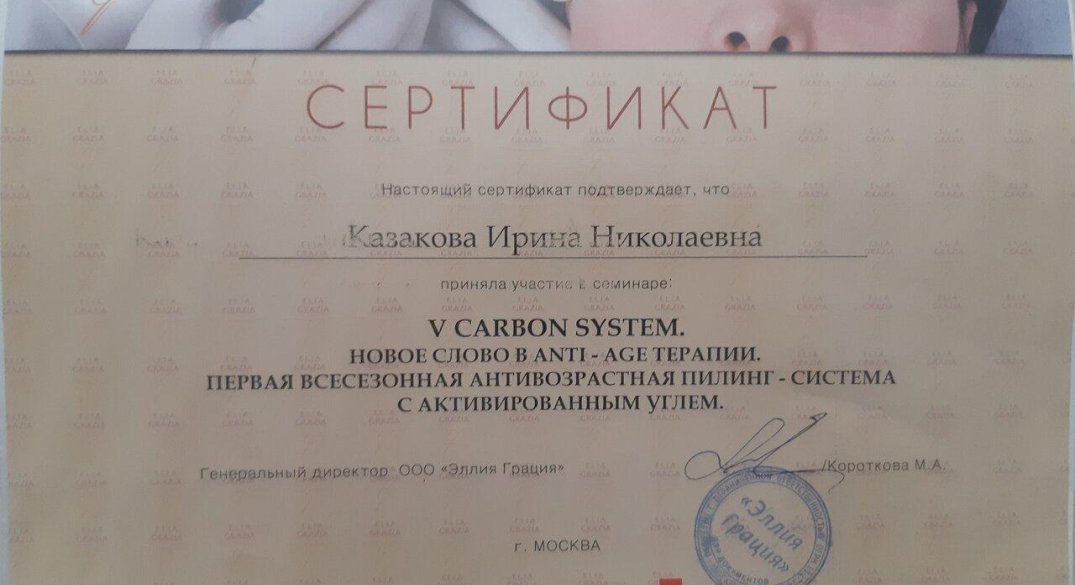 СЕРТИФИКАТ
Настоящий сертификат подтверждает, что
Казакова Ирина Николаевна
приняла участие в семинаре:
V CARBON SYSTEM.
НОВОЕ СЛОВО В ANTI - AGE ТЕРАПИИ.
ПЕРВАЯ ВСЕСЕЗОННАЯ АНТИВОЗРАСТНАЯ ПИЛИНГ - СИСТЕМА
С АКТИВИРОВАННЫМ УГЛЕМ.
Генеральный директор ООО «Эллия Грация» /Короткова М.А.
«Эллия
Грация»
г. МОСКВА